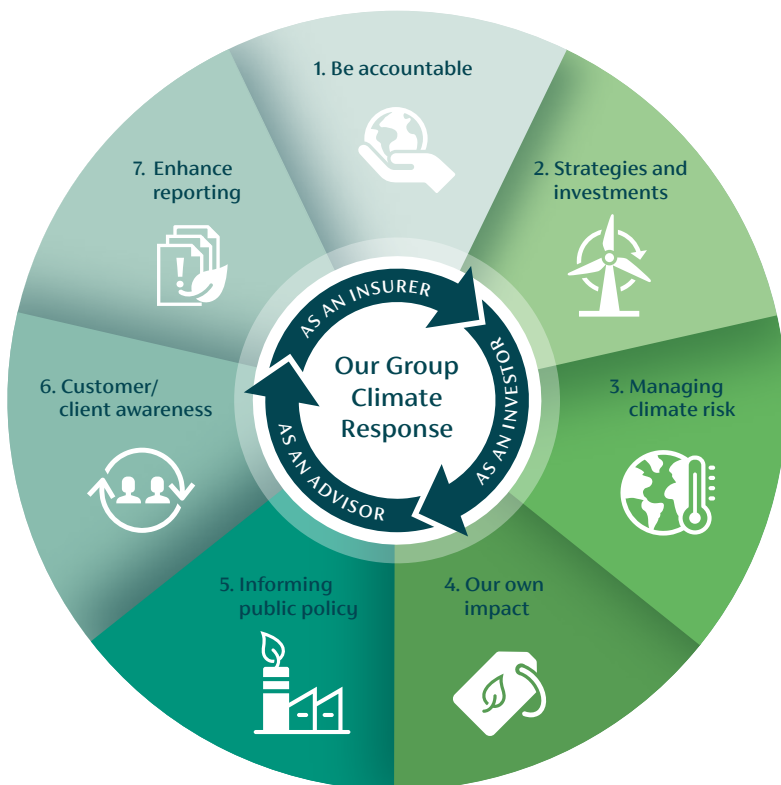 1. Be accountable
2. Strategies and
investments
3. Managing
climate risk
4. Our own
impact
5. Informing
public policy
6. Customer/
client awareness
7. Enhance
reporting
AS AN INSURER
AS AN INVESTOR
AS AN ADVISOR
Our Group
Climate
Response